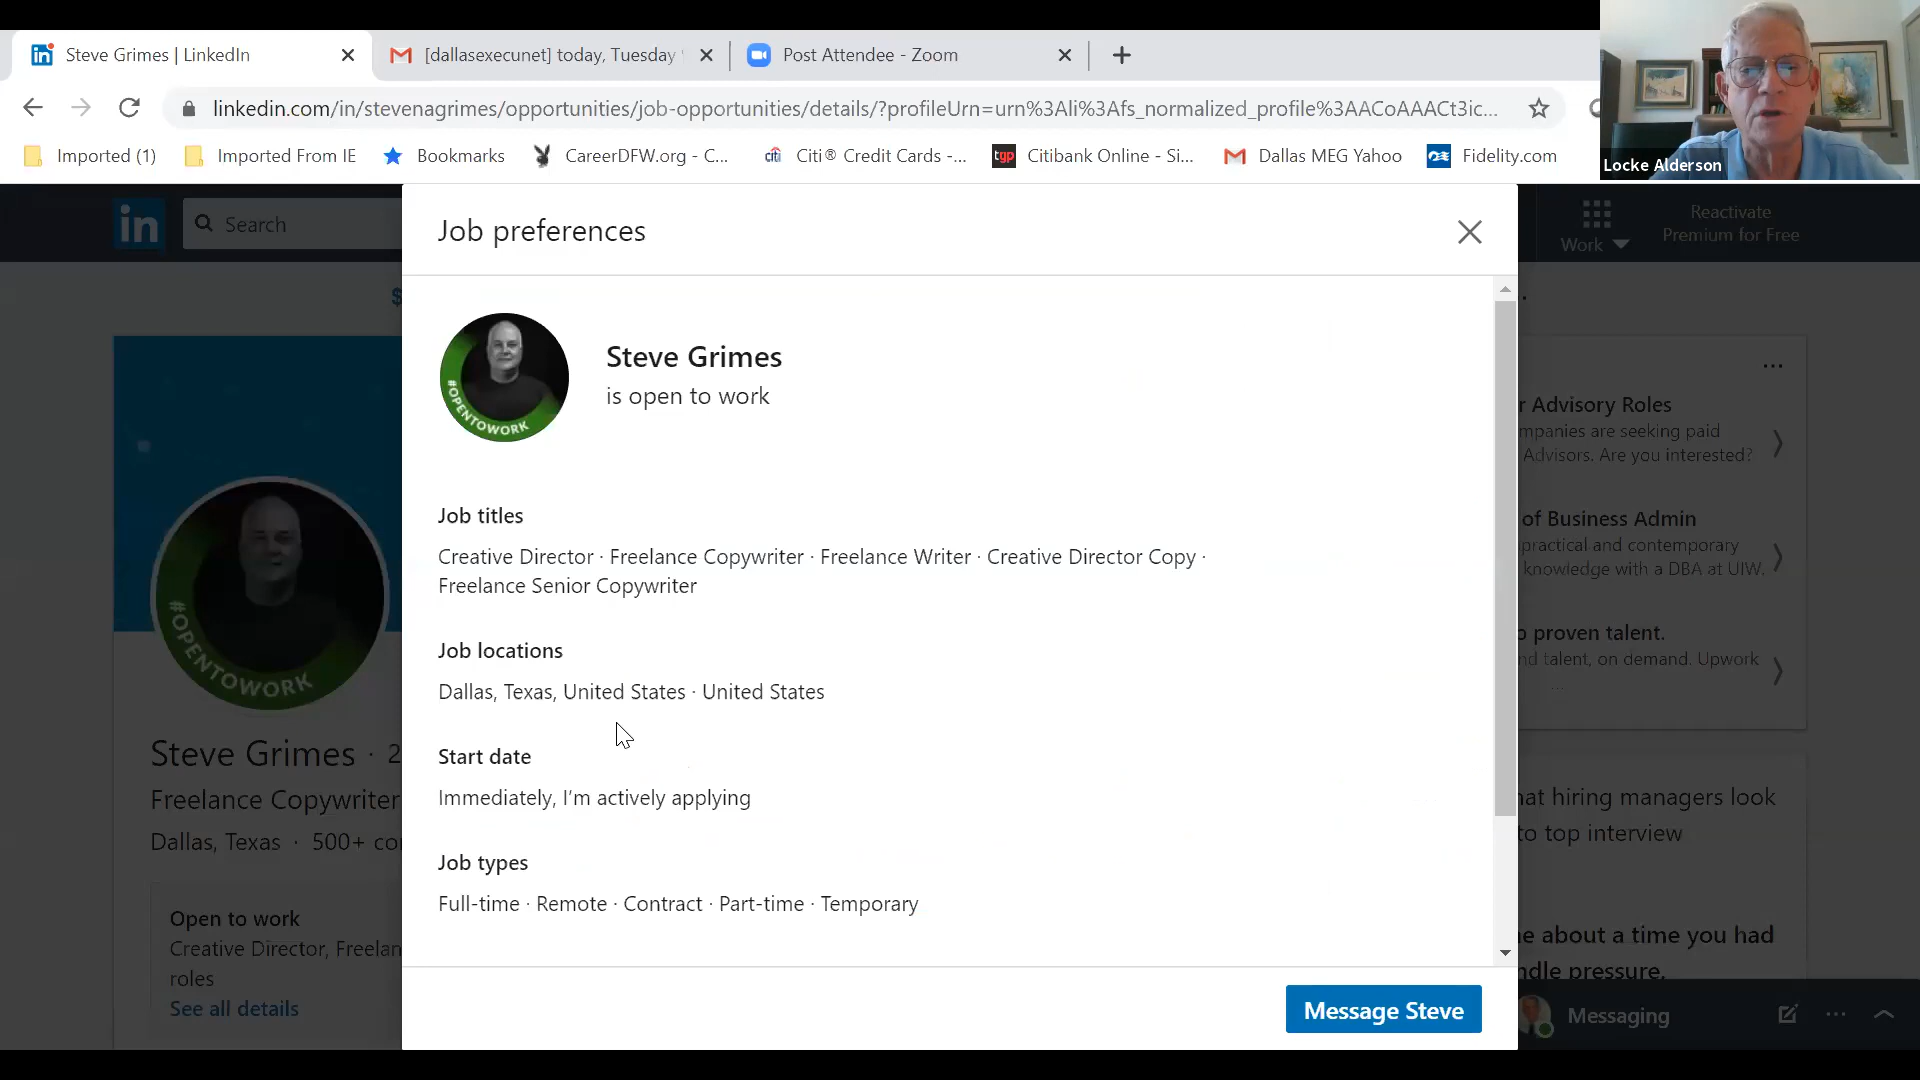 Steve Grimes | LinkedIn
[dallasexecunet] today, Tuesday
Post Attendee - Zoom
linkedin.com/in/stevenagrimes/opportunities/job-opportunities/details/?profileUrn=urn%3Ali%3Afs_normalized_profile%3AACoAAACt3ic...
Imported (1)
Imported From IE
Bookmarks
CareerDFW.org - C...
citi
Citi® Credit Cards -...
tgp
Citibank Online - Si...
Dallas MEG Yahoo
Fidelity.com
Locke Alderson
in
Search
Work
Reactivate
Premium for Free
Job preferences
#OPENTOWORK
Steve Grimes
is open to work
Job titles
Creative Director · Freelance Copywriter · Freelance Writer · Creative Director Copy ·
Freelance Senior Copywriter
Job locations
Dallas, Texas, United States · United States
Start date
Immediately, I'm actively applying
Job types
Full-time · Remote · Contract · Part-time · Temporary
Message Steve
$
#OPENTOWORK
Steve Grimes · 2
Freelance Copywriter
Dallas, Texas · 500+ co
Open to work
Creative Director, Freelan
roles
See all details
...
r Advisory Roles
mpanies are seeking paid
Advisors. Are you interested?
of Business Admin
practical and contemporary
knowledge with a DBA at UIW.
o proven talent.
nd talent, on demand. Upwork
...
hat hiring managers look
to top interview
ne about a time you had
ndle pressure.
Messaging